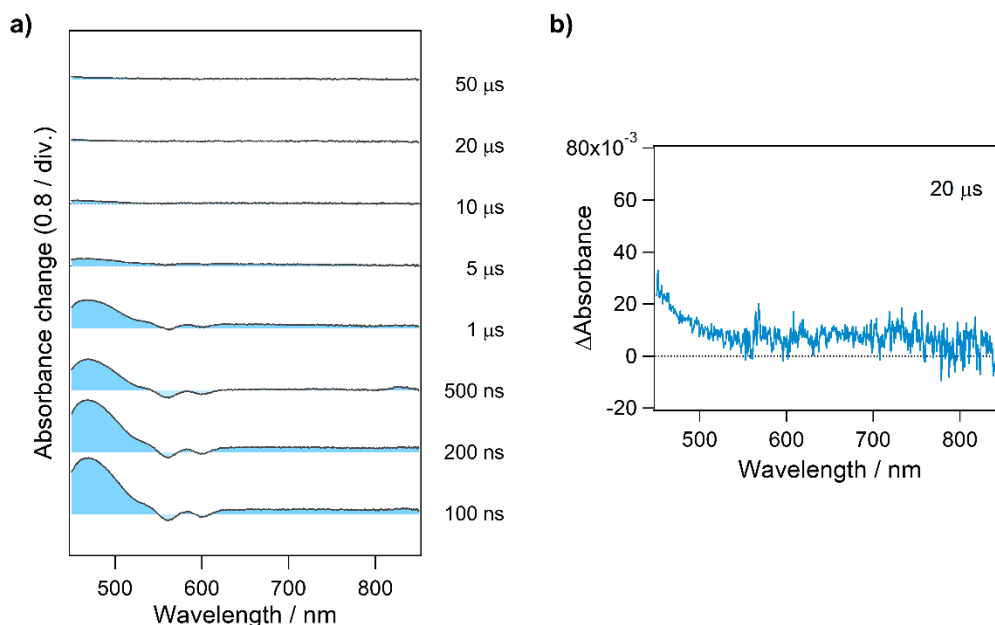 a)
Absorbance change (0.8 / div.)
50 μs
20 μs
10 μs
5 μs
1 μs
500 ns
200 ns
100 ns
500 600 700 800
Wavelength / nm
b)
ΔAbsorbance
80x10⁻³
60
40
20
0
-20
20 μs
500 600 700 800
Wavelength / nm